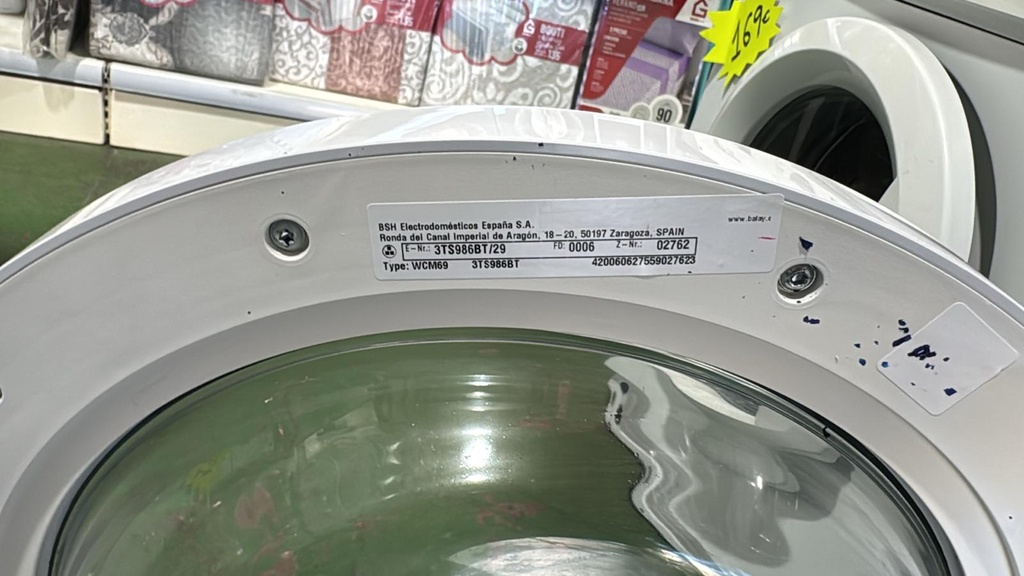 169€
90
BSH Electrodomésticos España S.A.
www.balay.e
Ronda del Canal Imperial de Aragón, 18-20, 50197 Zaragoza, SPAIN
E-Nr.: 3TS986BT/29 FD: 0006 Z-Nr.: 02762
Type: WCM69 3TS986BT 420060627559027623